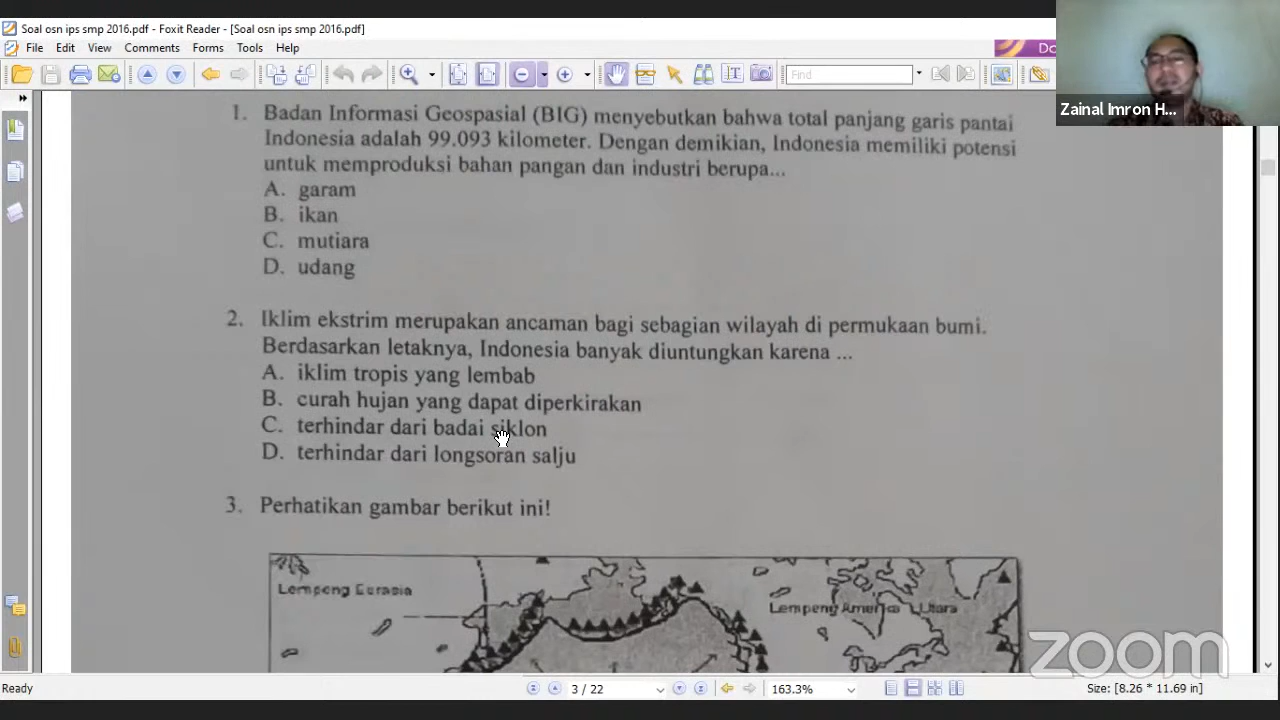 Soal osn ips smp 2016.pdf - Foxit Reader - [Soal osn ips smp 2016.pdf]
File Edit View Comments Forms Tools Help
Do
Find
Zainal Imron H...
1. Badan Informasi Geospasial (BIG) menyebutkan bahwa total panjang garis pantai
Indonesia adalah 99.093 kilometer. Dengan demikian, Indonesia memiliki potensi
untuk memproduksi bahan pangan dan industri berupa...
A. garam
B. ikan
C. mutiara
D. udang
2. Iklim ekstrim merupakan ancaman bagi sebagian wilayah di permukaan bumi.
Berdasarkan letaknya, Indonesia banyak diuntungkan karena ...
A. iklim tropis yang lembab
B. curah hujan yang dapat diperkirakan
C. terhindar dari badai siklon
D. terhindar dari longsoran salju
3. Perhatikan gambar berikut ini!
Lempeng Eurasia
Lempeng Amerika Utara
zoom
Ready
3 / 22
163.3%
Size: [8.26 * 11.69 in]